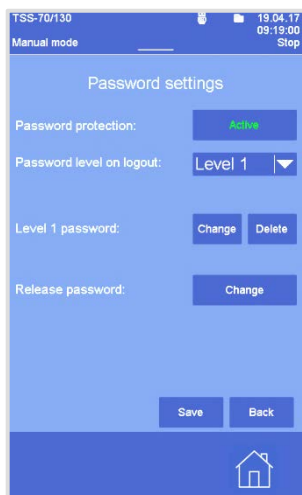 TSS-70/130 19.04.17
09:19:00
Manual mode Stop
Password settings
Password protection: Active
Password level on logout: Level 1
Level 1 password: Change Delete
Release password: Change
Save Back